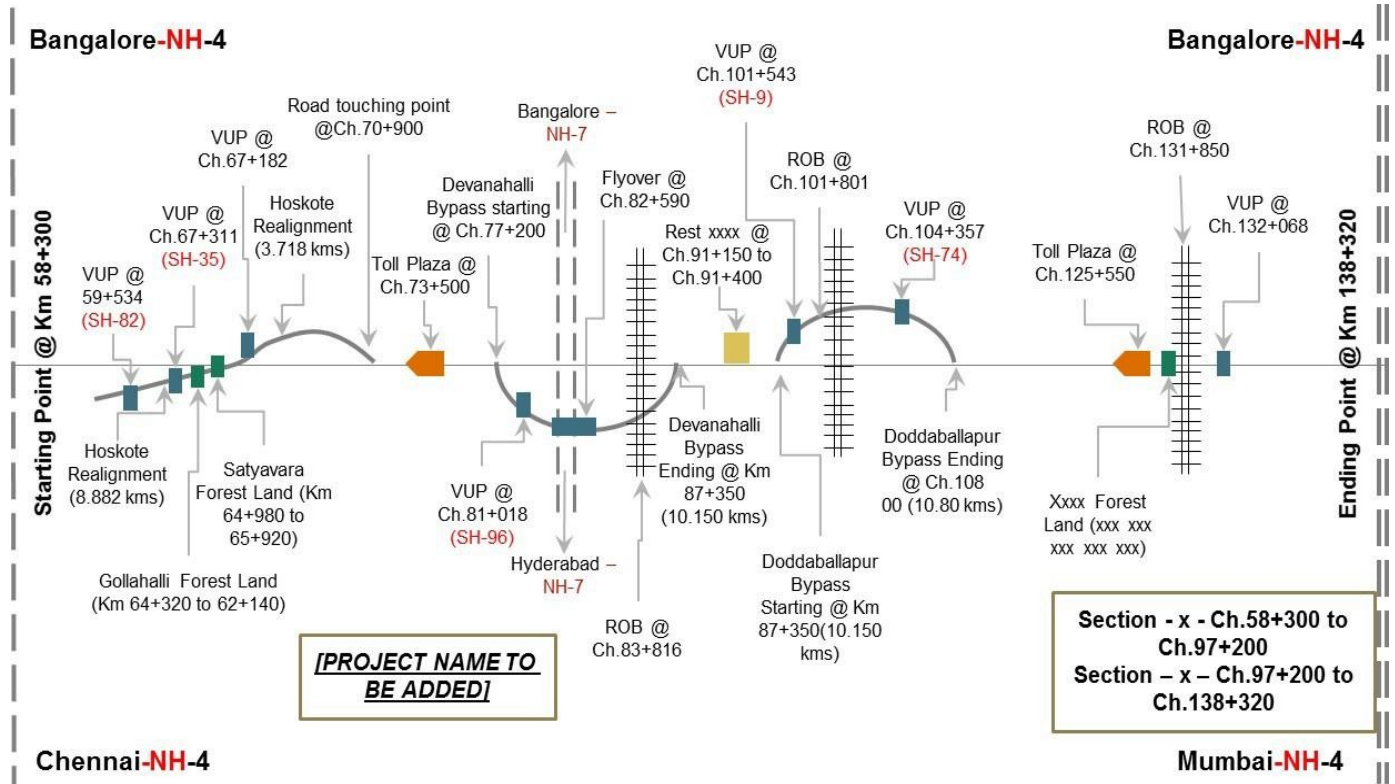 Bangalore-NH-4
Bangalore-NH-4
Starting Point @ Km 58+300
VUP @
59+534
(SH-82)
VUP @
Ch.67+311
(SH-35)
VUP @
Ch.67+182
Hoskote
Realignment
(3.718 kms)
Road touching point
@Ch.70+900
Toll Plaza @
Ch.73+500
Devanahalli
Bypass starting
@ Ch.77+200
Bangalore –
NH-7
Flyover @
Ch.82+590
Rest xxxx @
Ch.91+150 to
Ch.91+400
VUP @
Ch.101+543
(SH-9)
ROB @
Ch.101+801
VUP @
Ch.104+357
(SH-74)
Toll Plaza @
Ch.125+550
ROB @
Ch.131+850
VUP @
Ch.132+068
Ending Point @ Km 138+320
Hoskote
Realignment
(8.882 kms)
Satyavara
Forest Land (Km
64+980 to
65+920)
Gollahalli Forest Land
(Km 64+320 to 62+140)
VUP @
Ch.81+018
(SH-96)
Hyderabad –
NH-7
ROB @
Ch.83+816
Devanahalli
Bypass
Ending @ Km
87+350
(10.150 kms)
Doddaballapur
Bypass
Starting @ Km
87+350(10.150
kms)
Doddaballapur
Bypass Ending
@ Ch.108
00 (10.80 kms)
Xxxx Forest
Land (xxx xxx
xxx xxx xxx)
[PROJECT NAME TO
BE ADDED]
Section - x - Ch.58+300 to
Ch.97+200
Section – x – Ch.97+200 to
Ch.138+320
Chennai-NH-4
Mumbai-NH-4